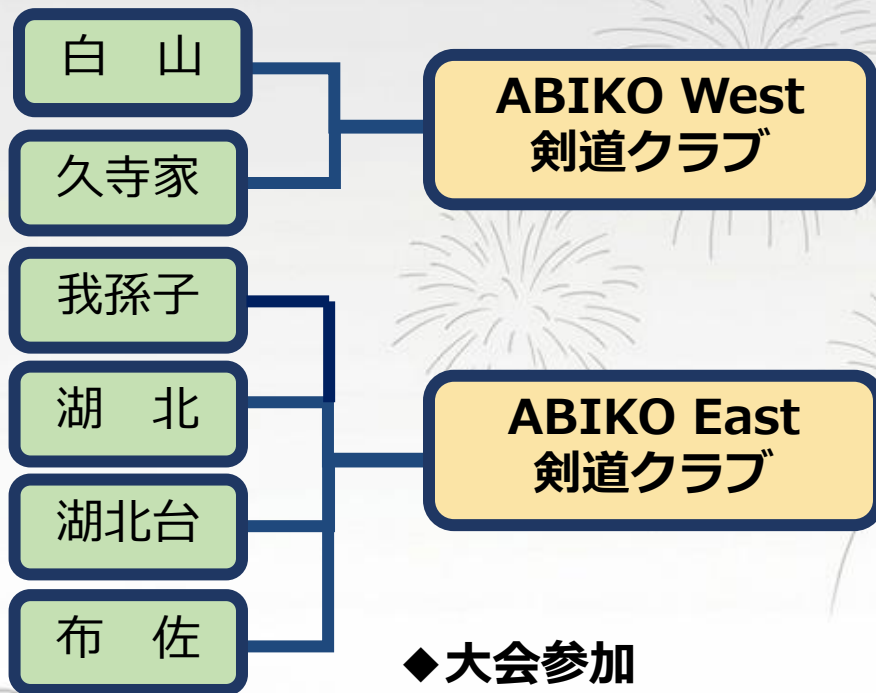 白　山
久寺家
我孫子
湖　北
湖北台
布　佐
ABIKO West
剣道クラブ
ABIKO East
剣道クラブ
◆大会参加